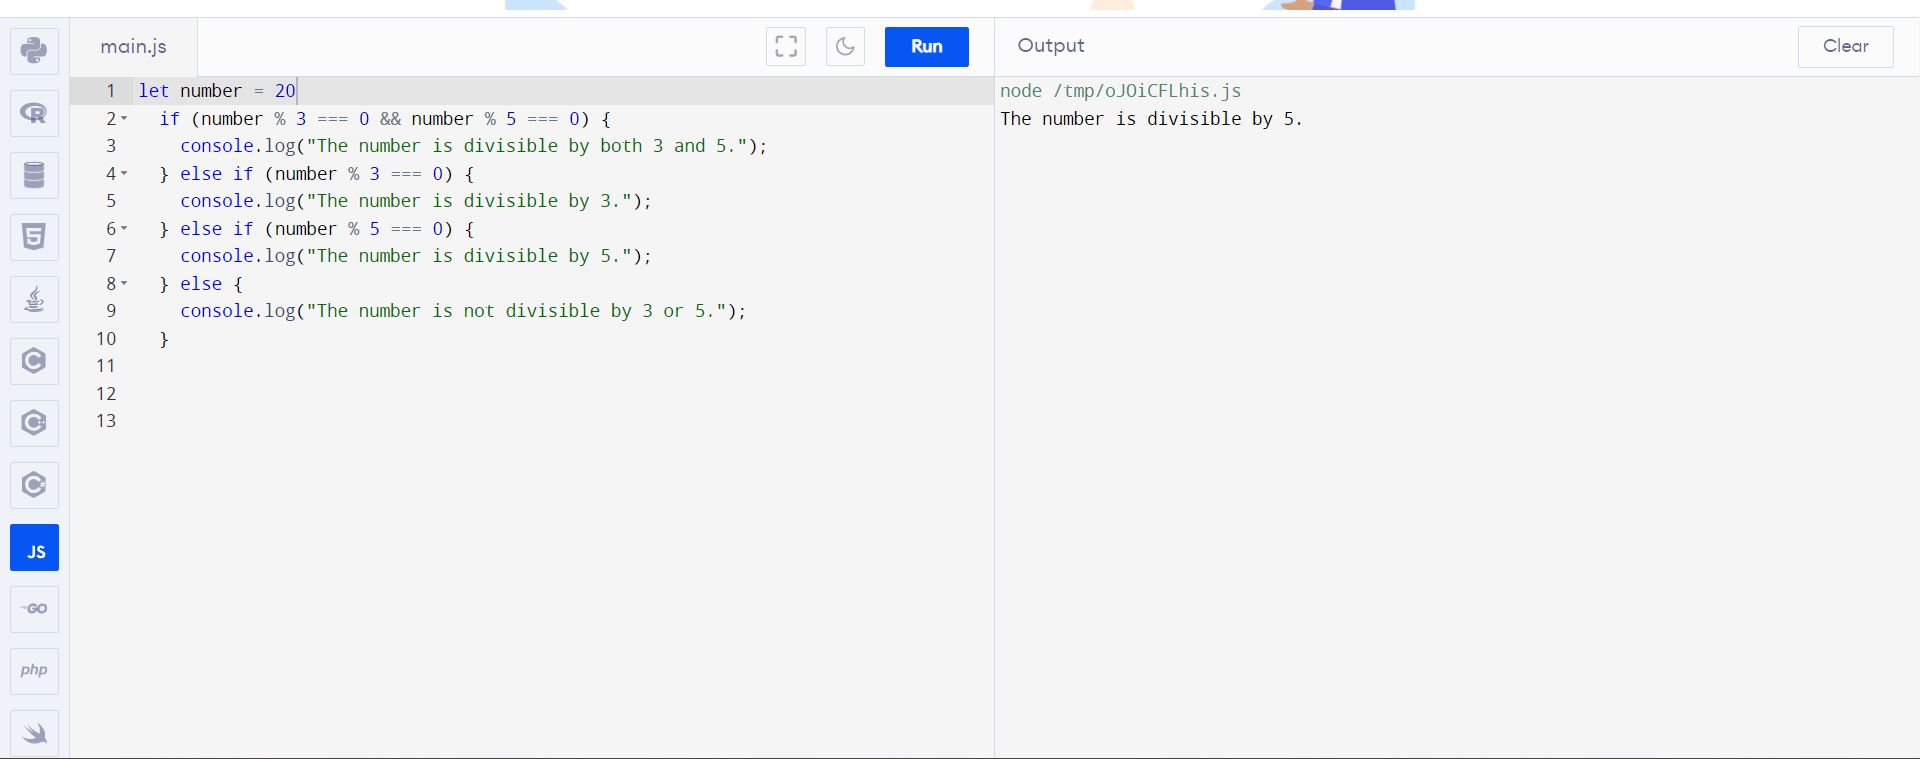 main.js
Run
Output
Clear
1 let number = 20
2 if (number % 3 === 0 && number % 5 === 0) {
3 console.log("The number is divisible by both 3 and 5.");
4 } else if (number % 3 === 0) {
5 console.log("The number is divisible by 3.");
6 } else if (number % 5 === 0) {
7 console.log("The number is divisible by 5.");
8 } else {
9 console.log("The number is not divisible by 3 or 5.");
10 }
11
12
13
node /tmp/oJOiCFLhis.js
The number is divisible by 5.
R
5
C
C++
C#
JS
GO
php